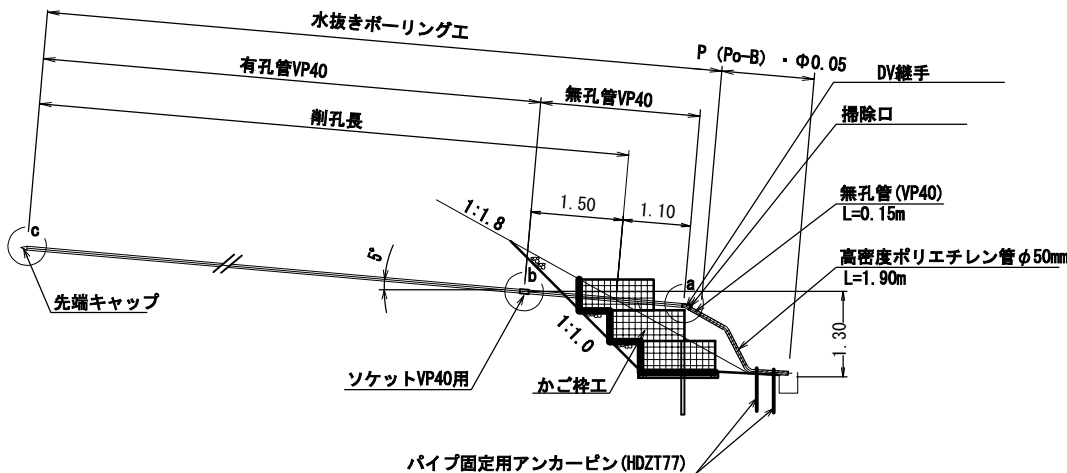 水抜きボーリング工
P (Po-B) ・ Φ0.05
DV継手
有孔管VP40
無孔管VP40
掃除口
削孔長
無孔管(VP40)
L=0.15m
1.50
1.10
1:1.8
c
5°
b
a
高密度ポリエチレン管φ50mm
L=1.90m
先端キャップ
1:1.0
1.30
ソケットVP40用
かご枠工
パイプ固定用アンカーピン(HDZT77)